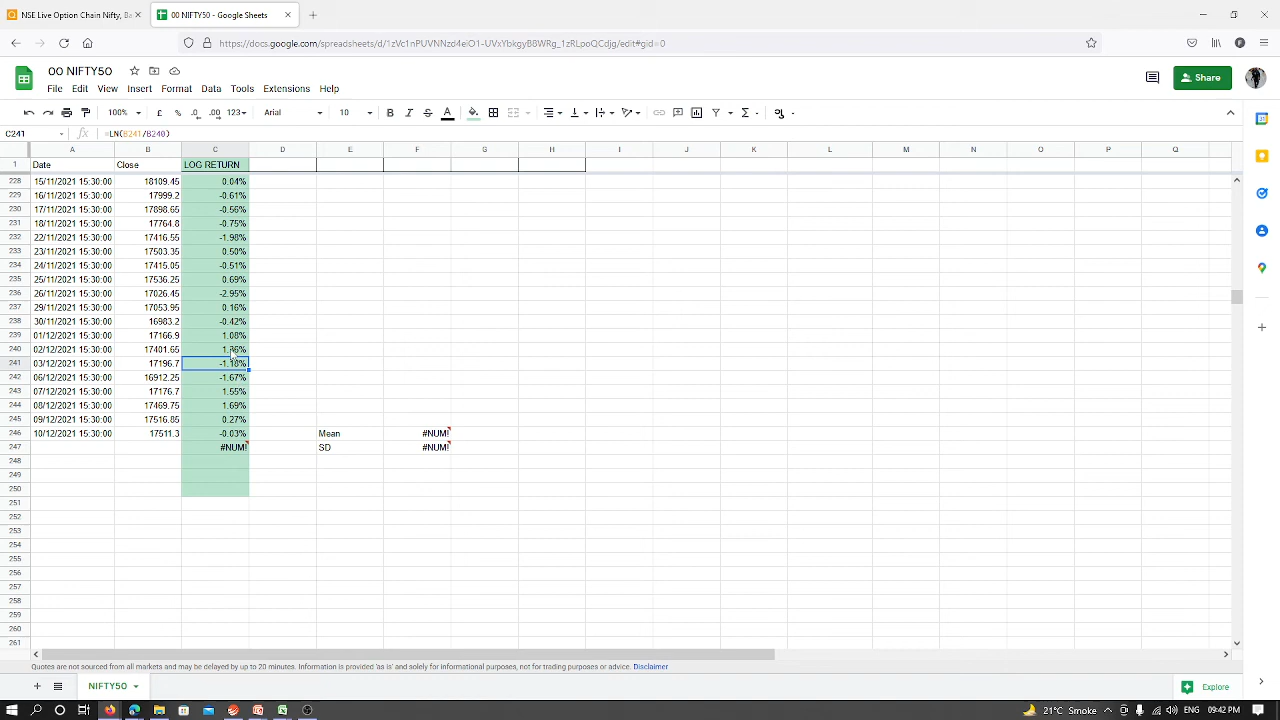 NSE Live Option Chain Nifty, Ba
00 NIFTY50 - Google Sheets
00 NIFTY50
File Edit View Insert Format Data Tools Extensions Help
Share
100% £ % .0 .00 123 Arial 10 B I S A
C241 fx =LN(B241/B240)
A B C D E F G H I J K L M N O P Q
1 Date Close LOG RETURN
228 15/11/2021 15:30:00 18109.45 0.04%
229 16/11/2021 15:30:00 17999.2 -0.61%
230 17/11/2021 15:30:00 17898.65 -0.56%
231 18/11/2021 15:30:00 17764.8 -0.75%
232 22/11/2021 15:30:00 17416.55 -1.98%
233 23/11/2021 15:30:00 17503.35 0.50%
234 24/11/2021 15:30:00 17415.05 -0.51%
235 25/11/2021 15:30:00 17536.25 0.69%
236 26/11/2021 15:30:00 17026.45 -2.95%
237 29/11/2021 15:30:00 17053.95 0.16%
238 30/11/2021 15:30:00 16983.2 -0.42%
239 01/12/2021 15:30:00 17166.9 1.08%
240 02/12/2021 15:30:00 17401.65
241 03/12/2021 15:30:00 17196.7 -1.18%
242 06/12/2021 15:30:00 16912.25 -1.67%
243 07/12/2021 15:30:00 17176.7 1.55%
244 08/12/2021 15:30:00 17469.75 1.69%
245 09/12/2021 15:30:00 17516.85 0.27%
246 10/12/2021 15:30:00 17511.3 -0.03% Mean #NUM!
247 #NUM! SD #NUM!
248
249
250
251
252
253
254
255
256
257
258
259
260
261
Quotes are not sourced from all markets and may be delayed by up to 20 minutes. Information is provided 'as is' and solely for informational purposes, not for trading purposes or advice. Disclaimer
NIFTY50
Explore
21°C Smoke ENG 09:42 PM